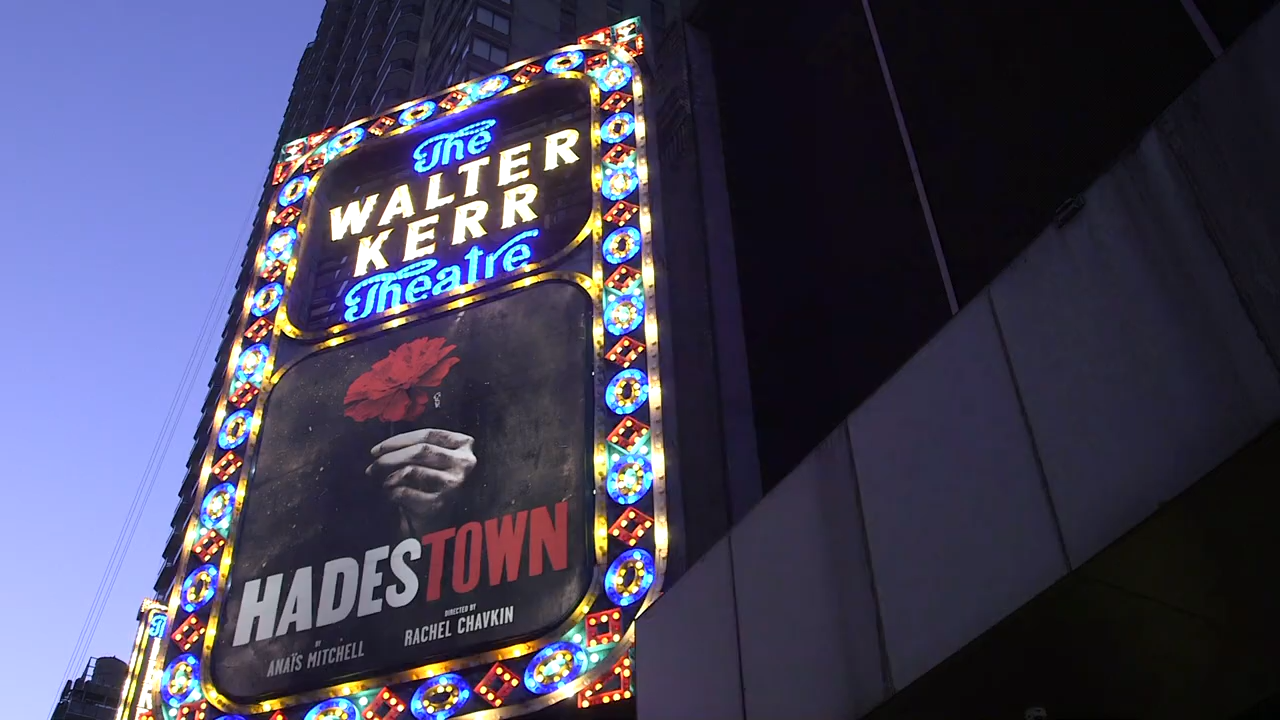 The
WALTER
KERR
Theatre
HADESTOWN
BY
ANAÏS MITCHELL
DIRECTED BY
RACHEL CHAVKIN